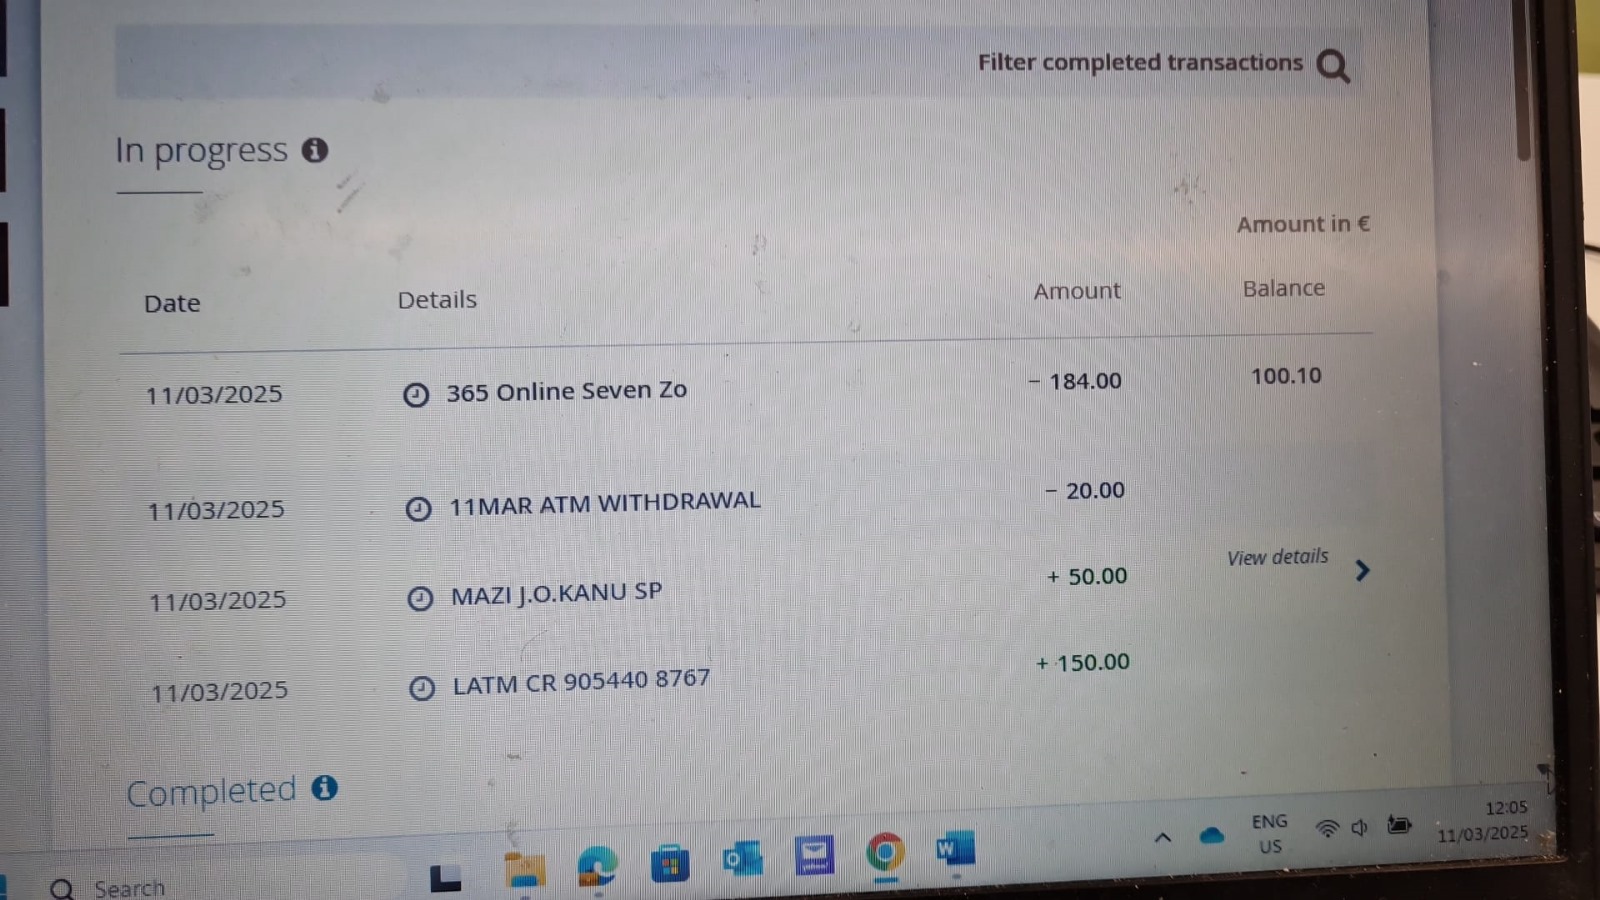 Filter completed transactions
In progress
Amount in €
Date Details Amount Balance
11/03/2025 365 Online Seven Zo – 184.00 100.10
11/03/2025 11MAR ATM WITHDRAWAL – 20.00
11/03/2025 MAZI J.O.KANU SP + 50.00 View details
11/03/2025 LATM CR 905440 8767 + 150.00
Completed
Search
ENG
US
12:05
11/03/2025